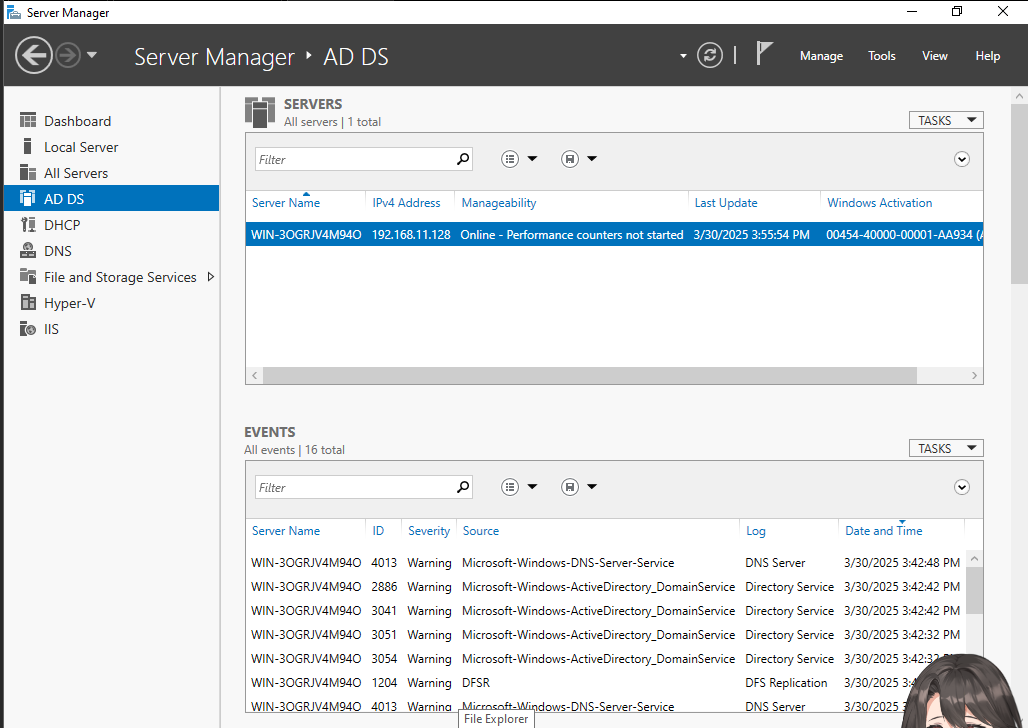 Server Manager
Server Manager ‣ AD DS
Manage Tools View Help
Dashboard
Local Server
All Servers
AD DS
DHCP
DNS
File and Storage Services
Hyper-V
IIS
SERVERS
All servers | 1 total
TASKS
Filter
Server Name IPv4 Address Manageability Last Update Windows Activation
WIN-3OGRJV4M94O 192.168.11.128 Online - Performance counters not started 3/30/2025 3:55:54 PM 00454-40000-00001-AA934
EVENTS
All events | 16 total
TASKS
Filter
Server Name ID Severity Source Log Date and Time
WIN-3OGRJV4M94O 4013 Warning Microsoft-Windows-DNS-Server-Service DNS Server 3/30/2025 3:42:48 PM
WIN-3OGRJV4M94O 2886 Warning Microsoft-Windows-ActiveDirectory_DomainService Directory Service 3/30/2025 3:42:42 PM
WIN-3OGRJV4M94O 3041 Warning Microsoft-Windows-ActiveDirectory_DomainService Directory Service 3/30/2025 3:42:42 PM
WIN-3OGRJV4M94O 3051 Warning Microsoft-Windows-ActiveDirectory_DomainService Directory Service 3/30/2025 3:42:32 PM
WIN-3OGRJV4M94O 3054 Warning Microsoft-Windows-ActiveDirectory_DomainService Directory Service 3/30/2025 3:42:32
WIN-3OGRJV4M94O 1204 Warning DFSR DFS Replication 3/30/2025 3:42
WIN-3OGRJV4M94O 4013 Warning Microsoft-Windows-DNS-Server-Service DNS Server 3/30/2025
File Explorer